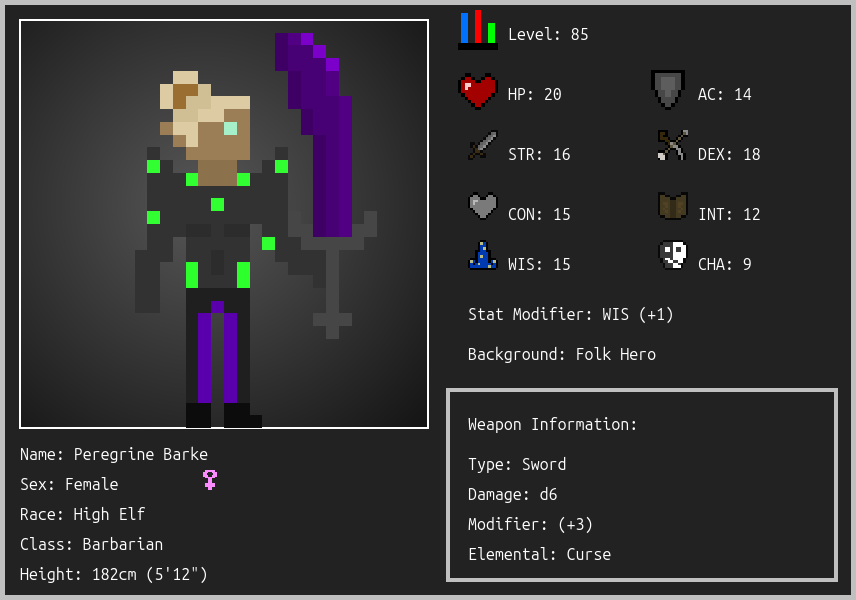 Level: 85
HP: 20
AC: 14
STR: 16
DEX: 18
CON: 15
INT: 12
WIS: 15
CHA: 9
Stat Modifier: WIS (+1)
Background: Folk Hero
Weapon Information:
Type: Sword
Damage: d6
Modifier: (+3)
Elemental: Curse
Name: Peregrine Barke
Sex: Female
Race: High Elf
Class: Barbarian
Height: 182cm (5'12")